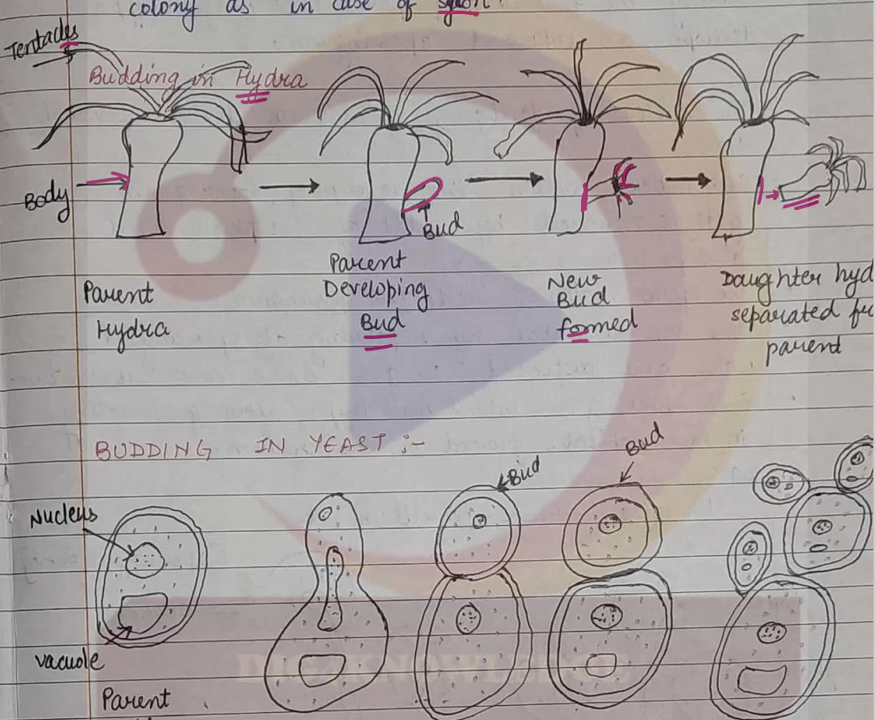 colony as in case of
Tentacles
Budding in Hydra
Body
Bud
Parent
Hydra
Parent
Developing
Bud
New
Bud
formed
Daughter hyd
separated
parent
BUDDING IN YEAST :-
Nucleus
Bud
Bud
vacuole
Parent